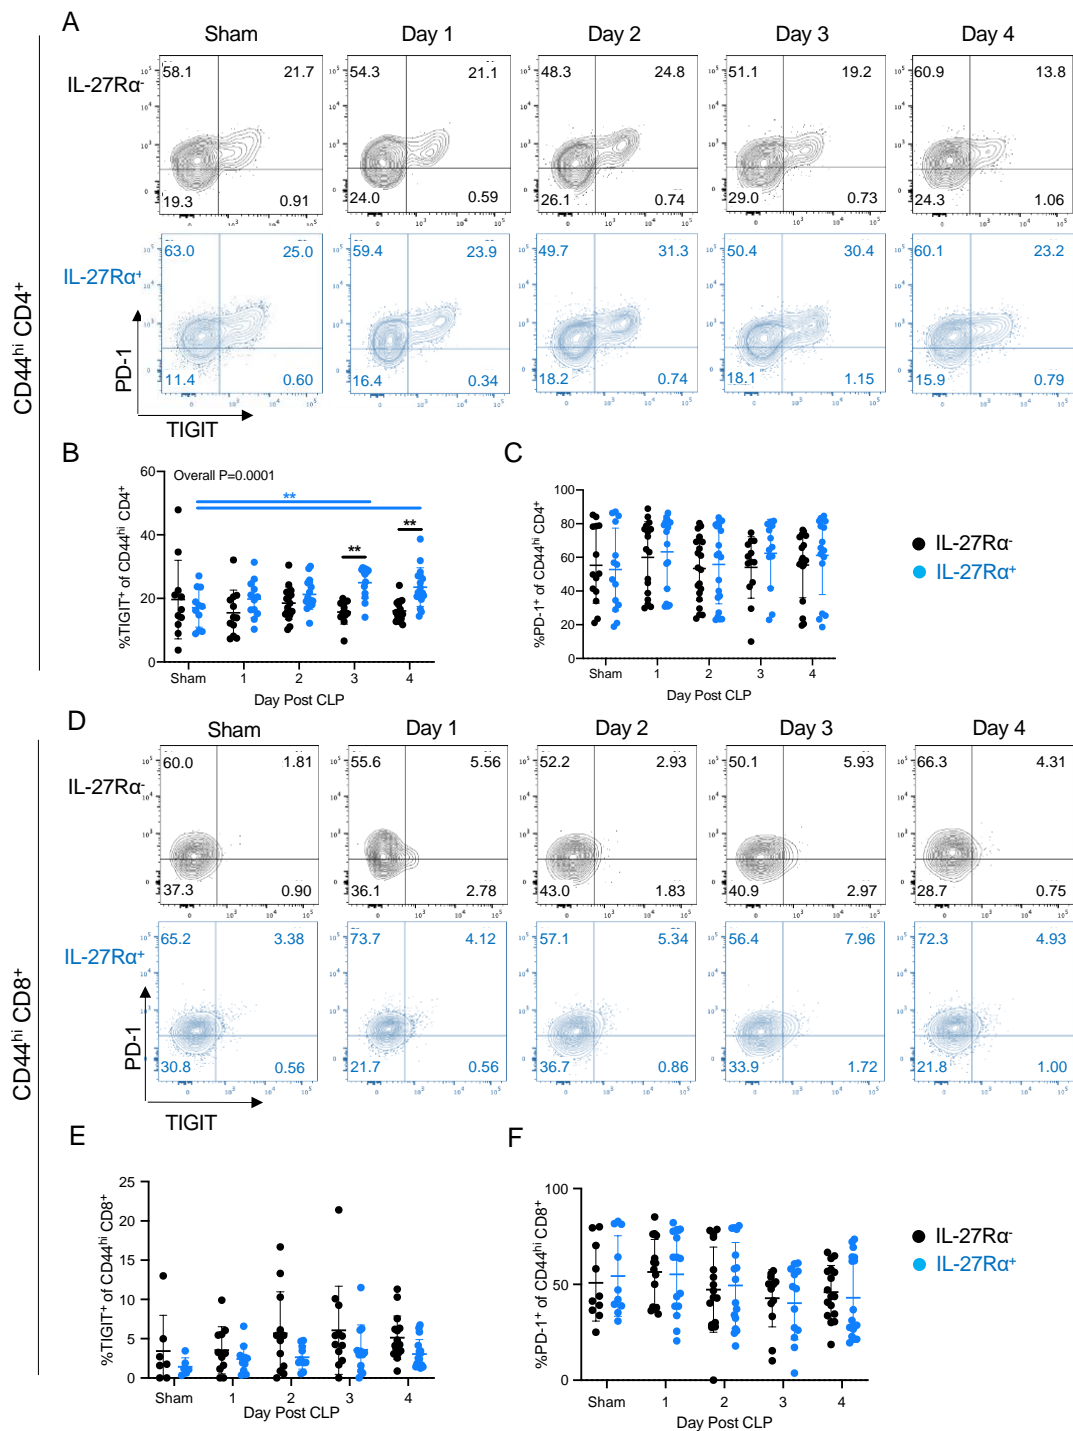 A
Sham
Day 1
Day 2
Day 3
Day 4
CD44hi CD4+
IL-27Rα-
58.1 21.7
19.3 0.91
54.3 21.1
24.0 0.59
48.3 24.8
26.1 0.74
51.1 19.2
29.0 0.73
60.9 13.8
24.3 1.06
IL-27Rα+
63.0 25.0
11.4 0.60
59.4 23.9
16.4 0.34
49.7 31.3
18.2 0.74
50.4 30.4
18.1 1.15
60.1 23.2
15.9 0.79
PD-1
TIGIT
B
Overall P=0.0001
**
**
**
%TIGIT+ of CD44hi CD4+
60
40
20
0
Sham 1 2 3 4
Day Post CLP
C
%PD-1+ of CD44hi CD4+
100
80
60
40
20
0
Sham 1 2 3 4
Day Post CLP
IL-27Rα-
IL-27Rα+
D
Sham
Day 1
Day 2
Day 3
Day 4
CD44hi CD8+
IL-27Rα-
60.0 1.81
37.3 0.90
55.6 5.56
36.1 2.78
52.2 2.93
43.0 1.83
50.1 5.93
40.9 2.97
66.3 4.31
28.7 0.75
IL-27Rα+
65.2 3.38
30.8 0.56
73.7 4.12
21.7 0.56
57.1 5.34
36.7 0.86
56.4 7.96
33.9 1.72
72.3 4.93
21.8 1.00
PD-1
TIGIT
E
%TIGIT+ of CD44hi CD8+
25
20
15
10
5
0
Sham 1 2 3 4
Day Post CLP
F
%PD-1+ of CD44hi CD8+
100
50
0
Sham 1 2 3 4
Day Post CLP
IL-27Rα-
IL-27Rα+